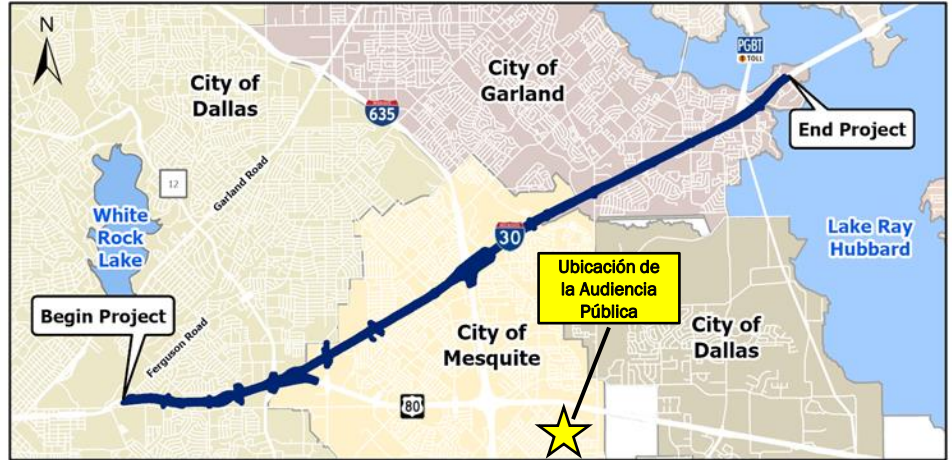 N
City of
Dallas
City of
Garland
PGBT
TOLL
635
End Project
12
Garland Road
White
Rock
Lake
30
Lake Ray
Hubbard
Ubicación de
la Audiencia
Pública
Begin Project
Ferguson Road
City of
Mesquite
City of
Dallas
80